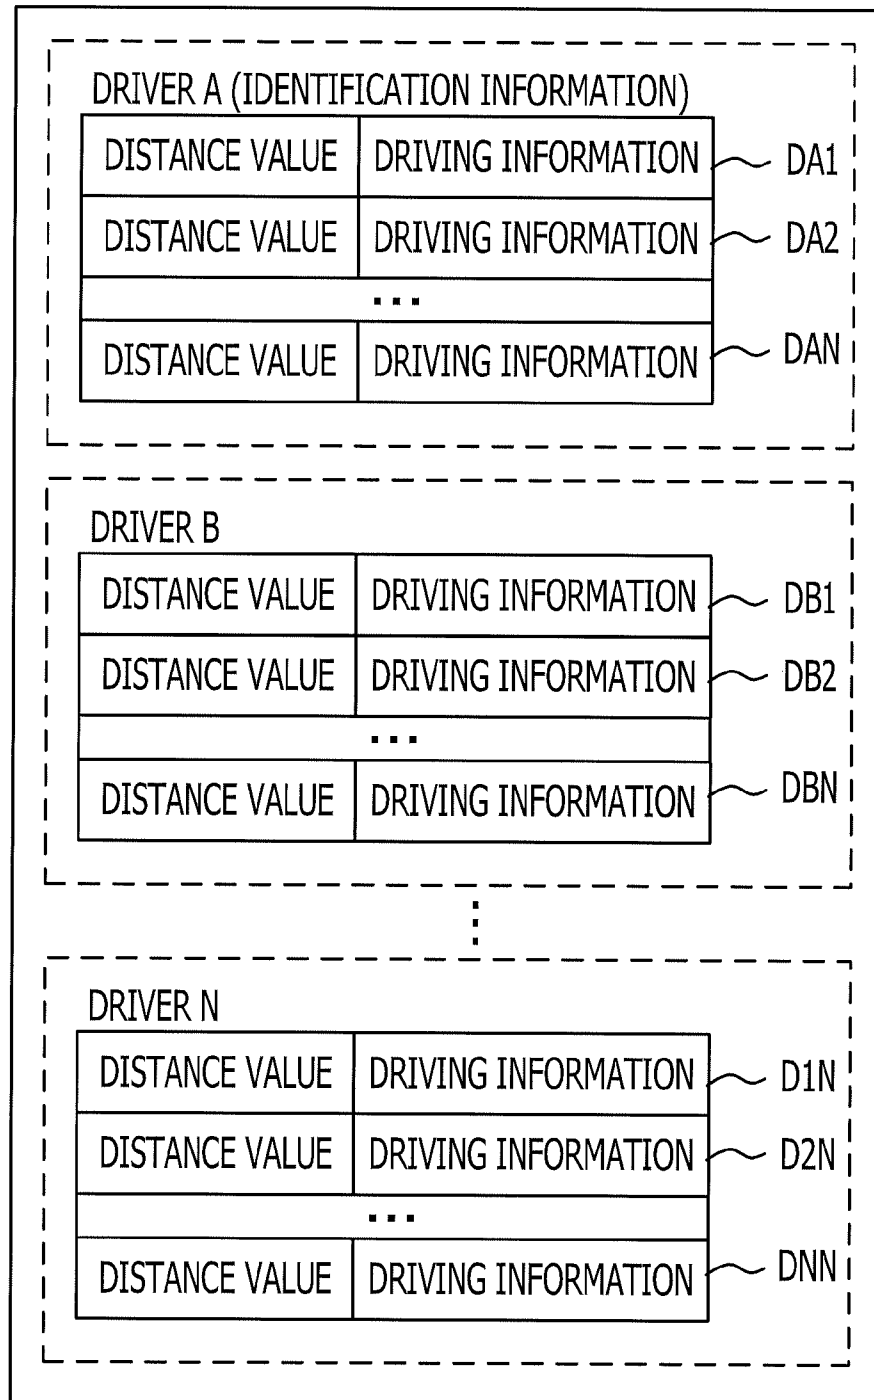 DRIVER A (IDENTIFICATION INFORMATION)
DISTANCE VALUE DRIVING INFORMATION DA1
DISTANCE VALUE DRIVING INFORMATION DA2
...
DISTANCE VALUE DRIVING INFORMATION DAN
DRIVER B
DISTANCE VALUE DRIVING INFORMATION DB1
DISTANCE VALUE DRIVING INFORMATION DB2
...
DISTANCE VALUE DRIVING INFORMATION DBN
⋮
DRIVER N
DISTANCE VALUE DRIVING INFORMATION D1N
DISTANCE VALUE DRIVING INFORMATION D2N
...
DISTANCE VALUE DRIVING INFORMATION DNN